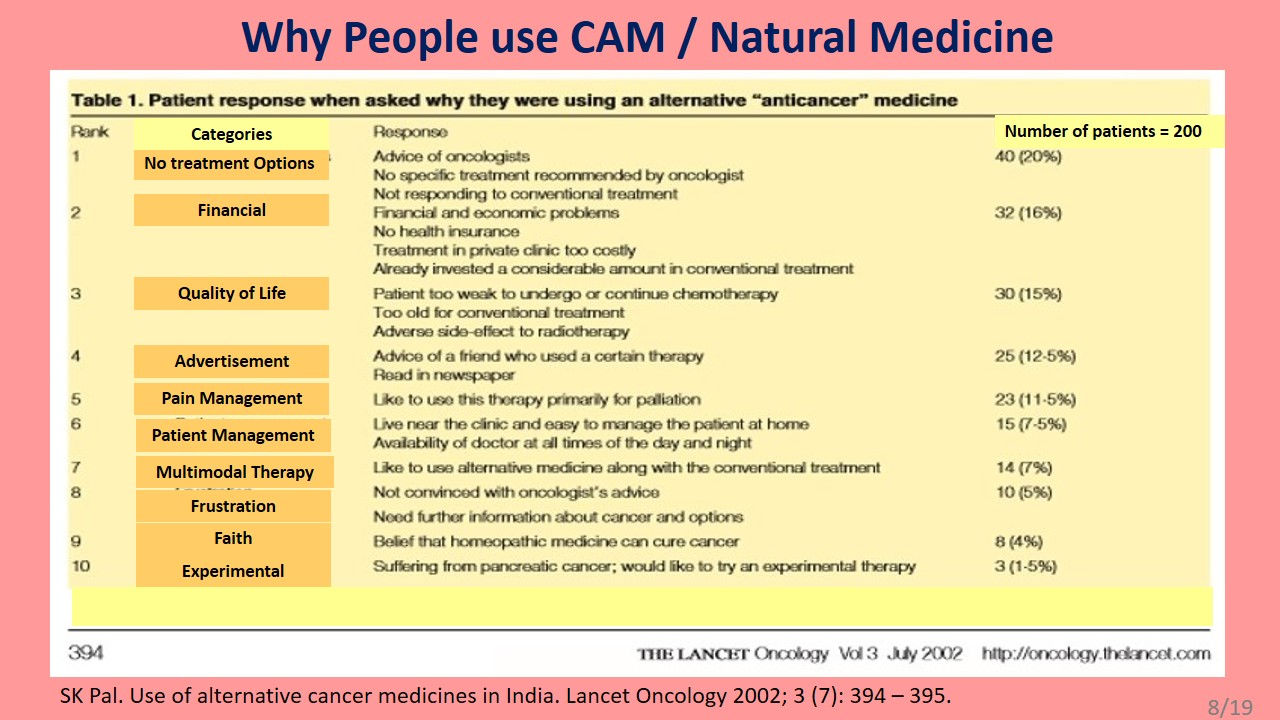 Why People use CAM / Natural Medicine
Table 1. Patient response when asked why they were using an alternative “anticancer” medicine
Rank Categories Response Number of patients = 200
1 No treatment Options Advice of oncologists 40 (20%)
No specific treatment recommended by oncologist
Not responding to conventional treatment
2 Financial Financial and economic problems 32 (16%)
No health insurance
Treatment in private clinic too costly
Already invested a considerable amount in conventional treatment
3 Quality of Life Patient too weak to undergo or continue chemotherapy 30 (15%)
Too old for conventional treatment
Adverse side-effect to radiotherapy
4 Advertisement Advice of a friend who used a certain therapy 25 (12·5%)
Read in newspaper
5 Pain Management Like to use this therapy primarily for palliation 23 (11·5%)
6 Patient Management Live near the clinic and easy to manage the patient at home 15 (7·5%)
Availability of doctor at all times of the day and night
7 Multimodal Therapy Like to use alternative medicine along with the conventional treatment 14 (7%)
8 Frustration Not convinced with oncologist's advice 10 (5%)
Need further information about cancer and options
9 Faith Belief that homeopathic medicine can cure cancer 8 (4%)
10 Experimental Suffering from pancreatic cancer; would like to try an experimental therapy 3 (1·5%)
394 THE LANCET Oncology Vol 3 July 2002 http://oncology.thelancet.com
SK Pal. Use of alternative cancer medicines in India. Lancet Oncology 2002; 3 (7): 394 – 395.
8/19